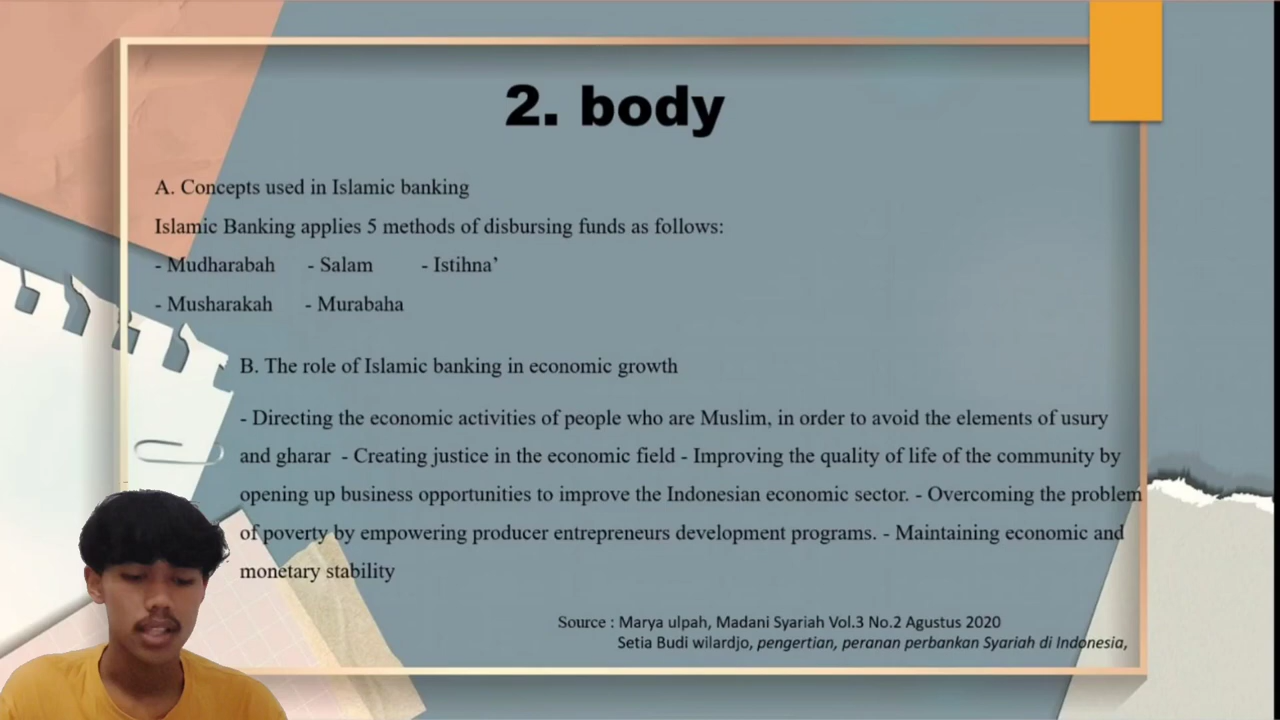 2. body
A. Concepts used in Islamic banking
Islamic Banking applies 5 methods of disbursing funds as follows:
- Mudharabah - Salam - Istihna’
- Musharakah - Murabaha
B. The role of Islamic banking in economic growth
- Directing the economic activities of people who are Muslim, in order to avoid the elements of usury
and gharar - Creating justice in the economic field - Improving the quality of life of the community by
opening up business opportunities to improve the Indonesian economic sector. - Overcoming the problem
of poverty by empowering producer entrepreneurs development programs. - Maintaining economic and
monetary stability
Source : Marya ulpah, Madani Syariah Vol.3 No.2 Agustus 2020
Setia Budi wilardjo, pengertian, peranan perbankan Syariah di Indonesia,